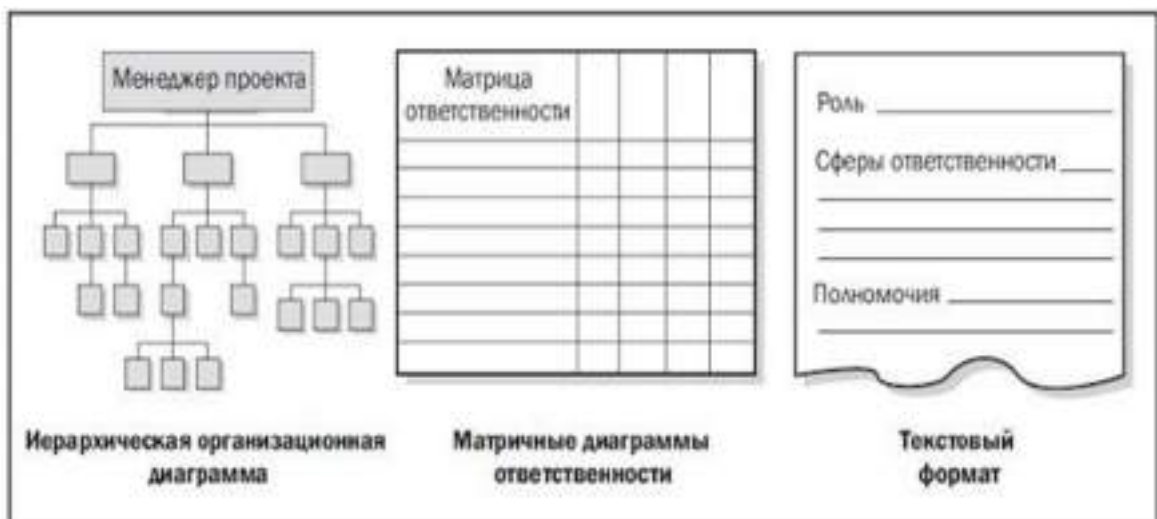 Менеджер проекта
Матрица
ответственности
Роль
Сферы ответственности
Полномочия
Иерархическая организационная
диаграмма
Матричные диаграммы
ответственности
Текстовый
формат